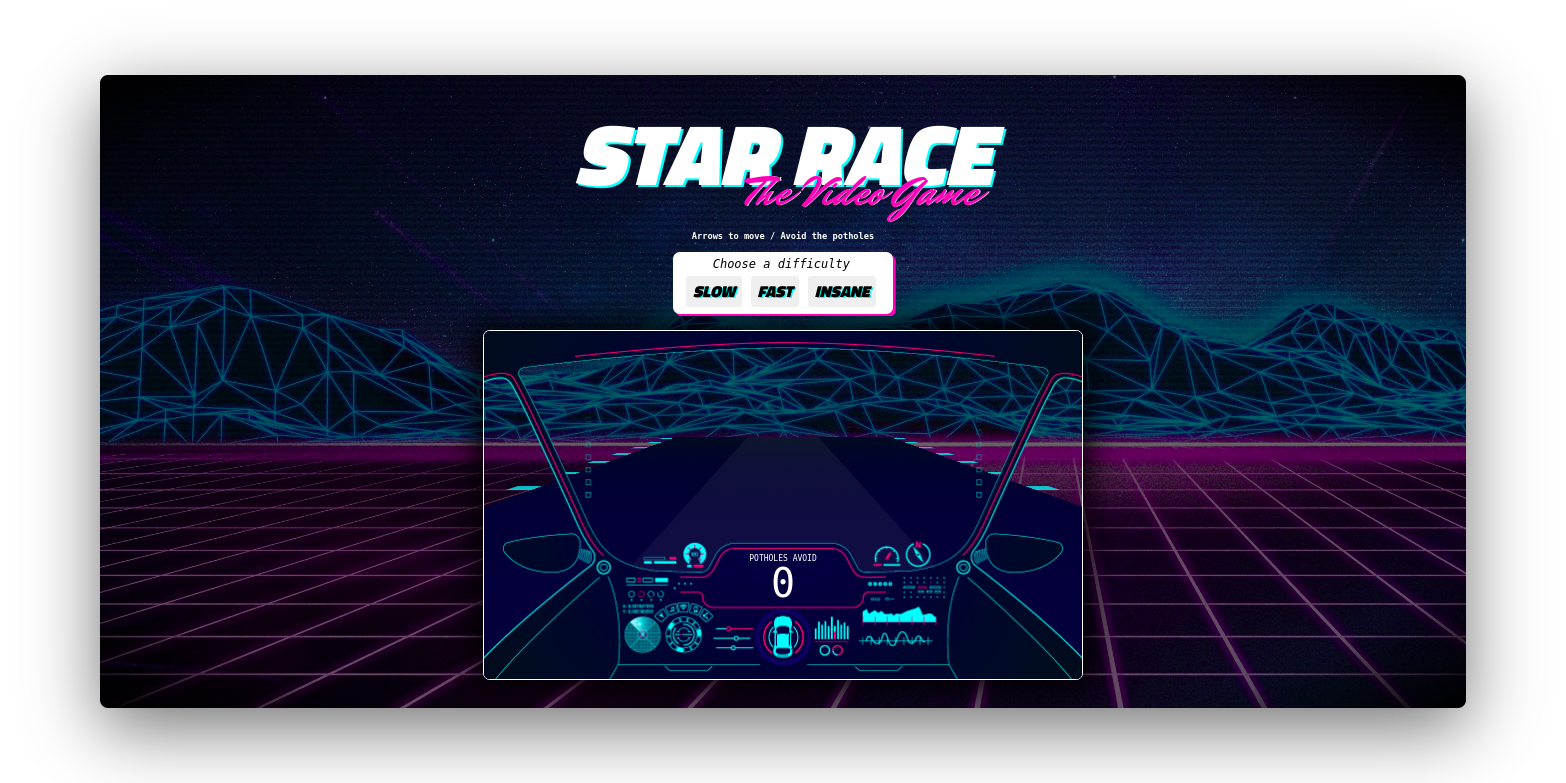 STAR RACE
The Video Game
Arrows to move / Avoid the potholes
Choose a difficulty
SLOW FAST INSANE
N
POTHOLES AVOID
0